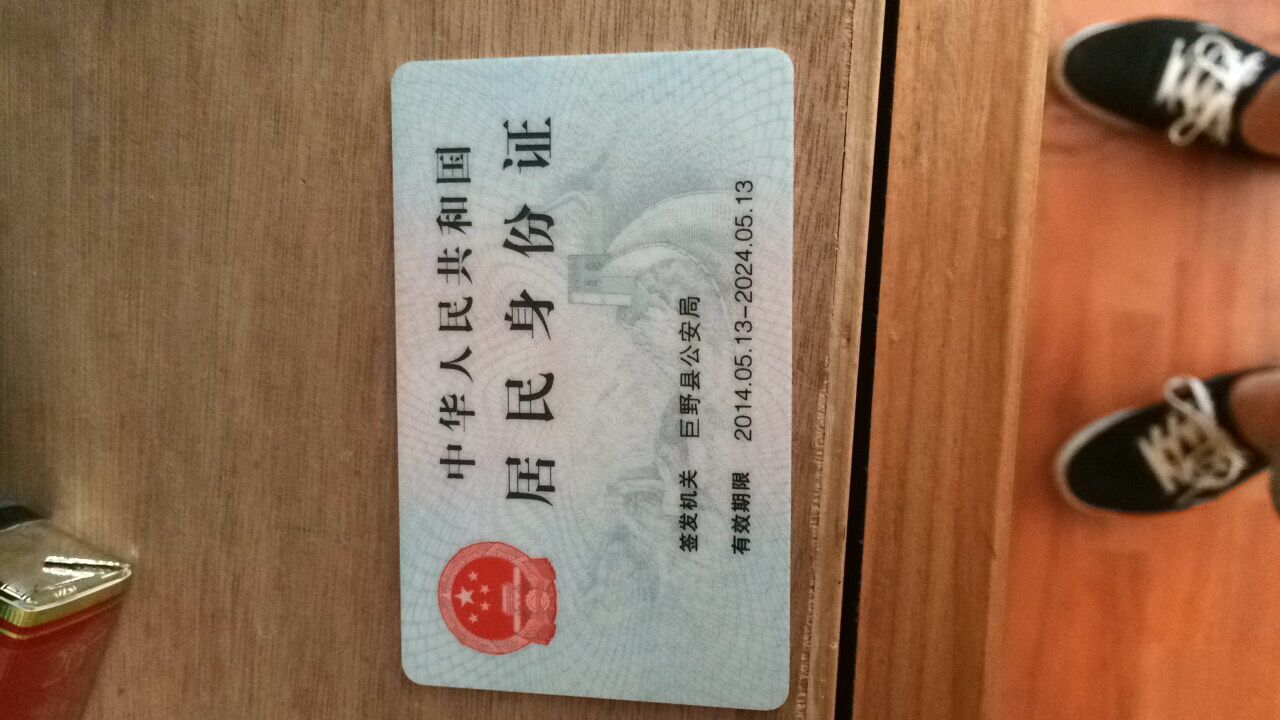 中华人民共和国
居民身份证
签发机关 巨野县公安局
有效期限 2014.05.13-2024.05.13